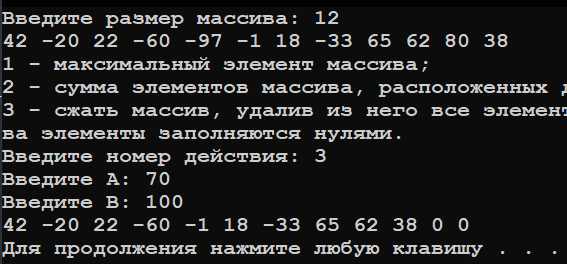 Введите размер массива: 12
42 -20 22 -60 -97 -1 18 -33 65 62 80 38
1 - максимальный элемент массива;
2 - сумма элементов массива, расположенных
3 - сжать массив, удалив из него все элемент
ва элементы заполняются нулями.
Введите номер действия: 3
Введите A: 70
Введите B: 100
42 -20 22 -60 -1 18 -33 65 62 38 0 0
Для продолжения нажмите любую клавишу . . .